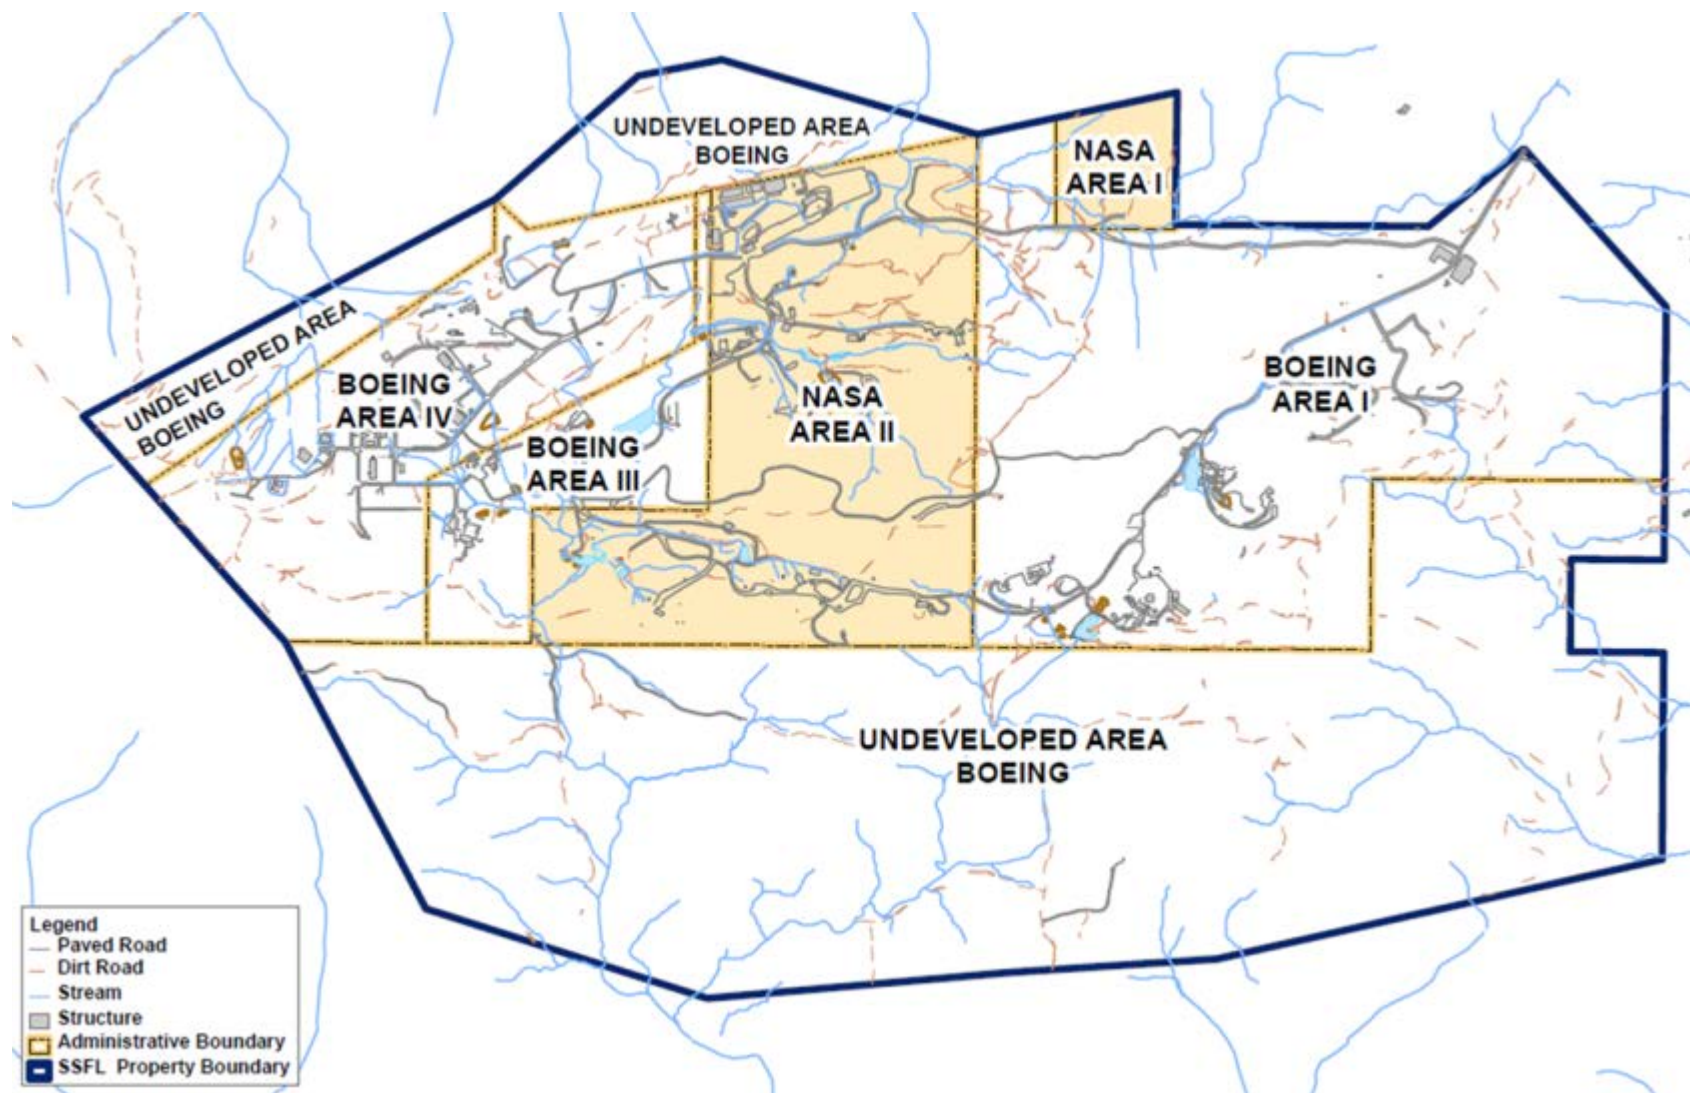 UNDEVELOPED AREA
BOEING
NASA
AREA I
UNDEVELOPED AREA
BOEING
BOEING
AREA IV
BOEING
AREA III
NASA
AREA II
BOEING
AREA I
UNDEVELOPED AREA
BOEING
Legend
Paved Road
Dirt Road
Stream
Structure
Administrative Boundary
SSFL Property Boundary